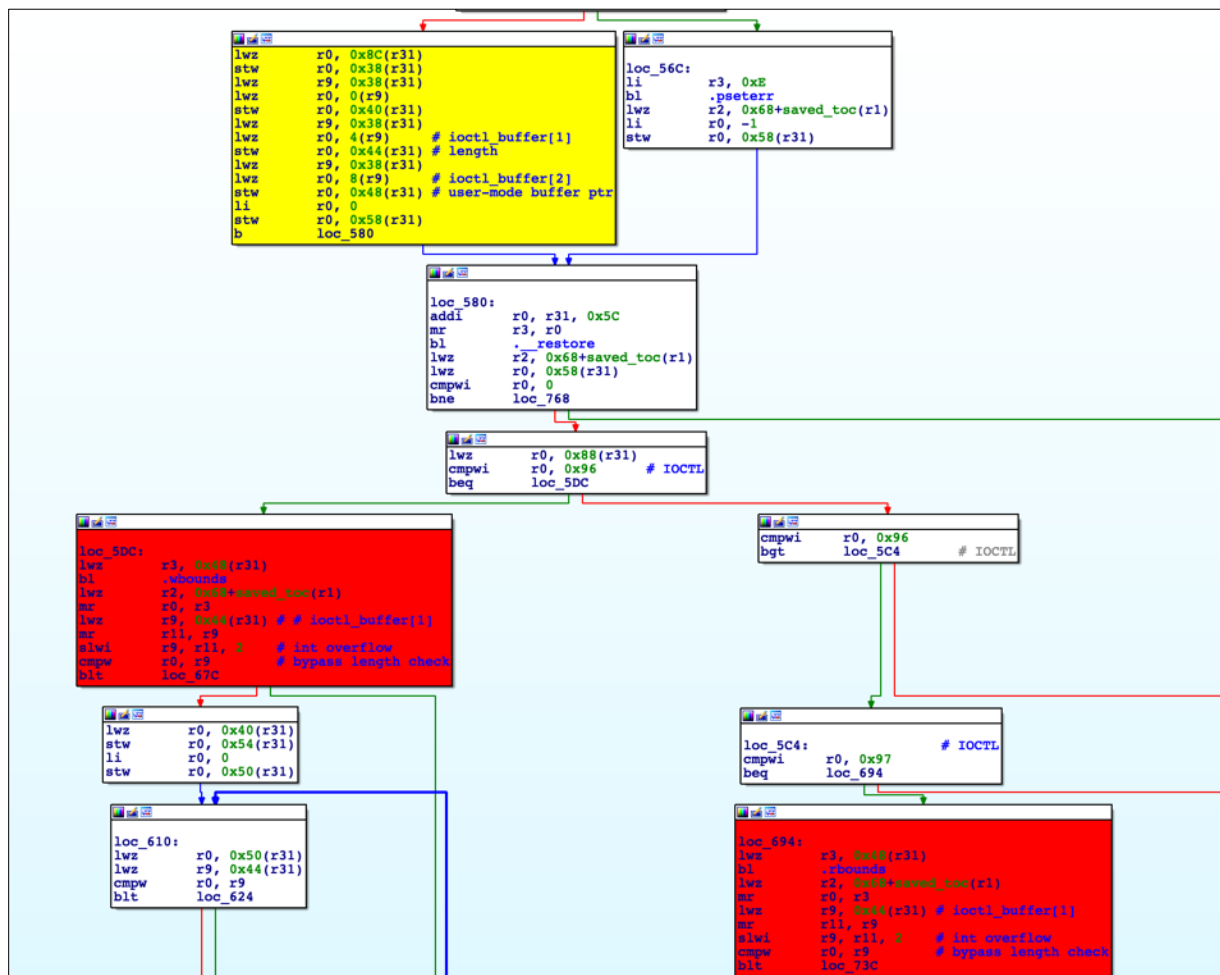 lwz r0, 0x8C(r31)
stw r0, 0x38(r31)
lwz r9, 0x38(r31)
lwz r0, 0(r9)
stw r0, 0x40(r31)
lwz r9, 0x38(r31)
lwz r0, 4(r9) # ioctl_buffer[1]
stw r0, 0x44(r31) # length
lwz r9, 0x38(r31)
lwz r0, 8(r9) # ioctl_buffer[2]
stw r0, 0x48(r31) # user-mode buffer ptr
li r0, 0
stw r0, 0x58(r31)
b loc_580
loc_56C:
li r3, 0xE
bl .pseterr
lwz r2, 0x68+saved_toc(r1)
li r0, -1
stw r0, 0x58(r31)
loc_580:
addi r0, r31, 0x5C
mr r3, r0
bl .__restore
lwz r2, 0x68+saved_toc(r1)
lwz r0, 0x58(r31)
cmpwi r0, 0
bne loc_768
lwz r0, 0x88(r31)
cmpwi r0, 0x96 # IOCTL
beq loc_5DC
loc_5DC:
lwz r3, 0x48(r31)
bl .wbounds
lwz r2, 0x68+saved_toc(r1)
mr r0, r3
lwz r9, 0x44(r31) # # ioctl_buffer[1]
mr r11, r9
slwi r9, r11, 2 # int overflow
cmpw r0, r9 # bypass length check
blt loc_67C
cmpwi r0, 0x96
bgt loc_5C4 # IOCTL
lwz r0, 0x40(r31)
stw r0, 0x54(r31)
li r0, 0
stw r0, 0x50(r31)
loc_5C4: # IOCTL
cmpwi r0, 0x97
beq loc_694
loc_610:
lwz r0, 0x50(r31)
lwz r9, 0x44(r31)
cmpw r0, r9
blt loc_624
loc_694:
lwz r3, 0x48(r31)
bl .rbounds
lwz r2, 0x68+saved_toc(r1)
mr r0, r3
lwz r9, 0x44(r31) # ioctl_buffer[1]
mr r11, r9
slwi r9, r11, 2 # int overflow
cmpw r0, r9 # bypass length check
blt loc_73C